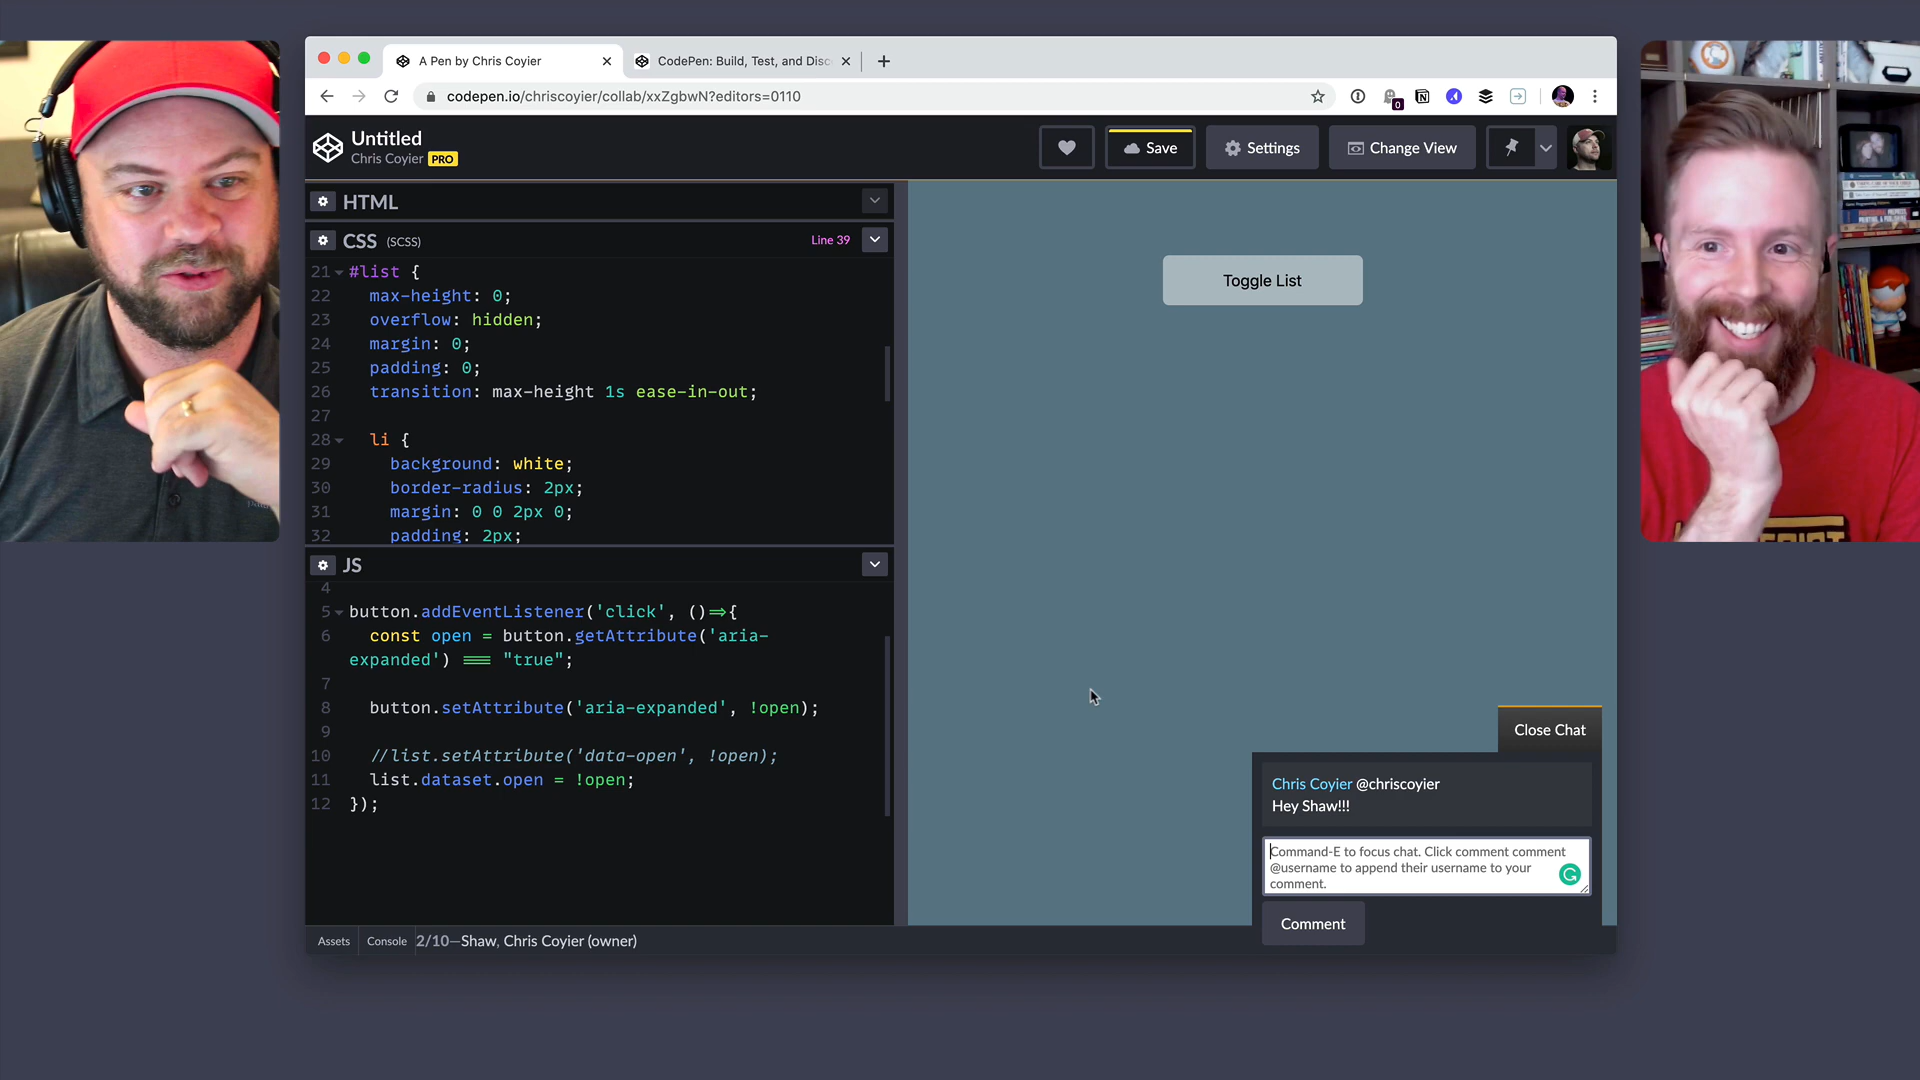 A Pen by Chris Coyier
CodePen: Build, Test, and Disc
codepen.io/chriscoyier/collab/xxZgbwN?editors=0110
0
Untitled
Chris Coyier PRO
Save
Settings
Change View
HTML
CSS (SCSS)
Line 39
21 #list {
22 max-height: 0;
23 overflow: hidden;
24 margin: 0;
25 padding: 0;
26 transition: max-height 1s ease-in-out;
27
28 li {
29 background: white;
30 border-radius: 2px;
31 margin: 0 0 2px 0;
32 padding: 2px;
JS
4
5 button.addEventListener('click', ()=>{
6 const open = button.getAttribute('aria-
expanded') === "true";
7
8 button.setAttribute('aria-expanded', !open);
9
10 //list.setAttribute('data-open', !open);
11 list.dataset.open = !open;
12 });
Toggle List
Close Chat
Chris Coyier @chriscoyier
Hey Shaw!!!
Command-E to focus chat. Click comment comment
@username to append their username to your
comment.
Comment
Assets
Console
2/10—Shaw, Chris Coyier (owner)